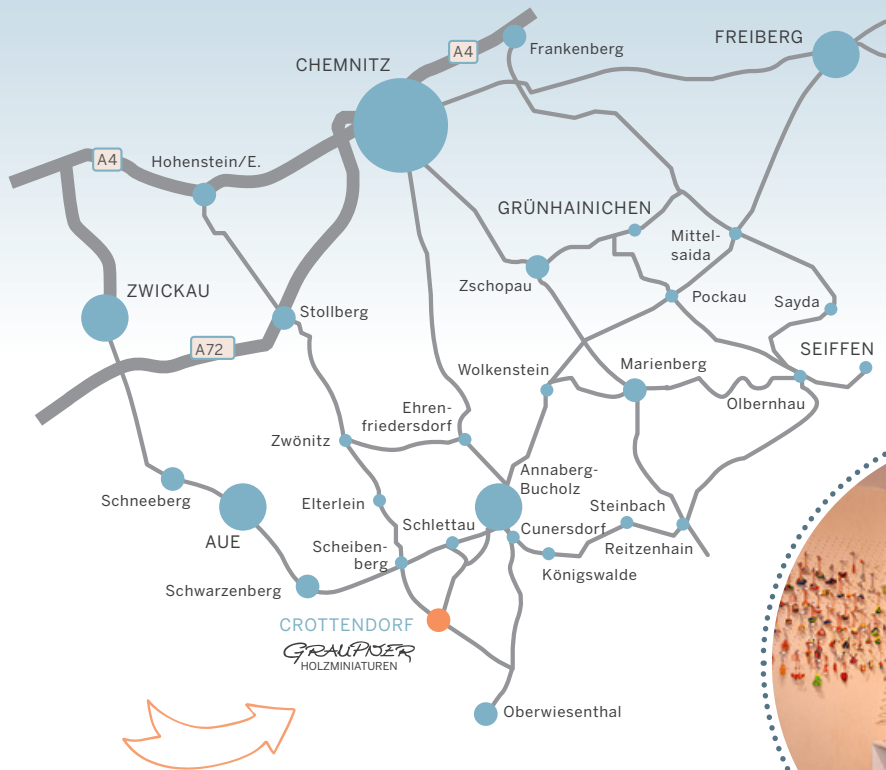 A4
Frankenberg
FREIBERG
CHEMNITZ
A4
Hohenstein/E.
GRÜNHAINICHEN
Mittel-
saida
Zschopau
ZWICKAU
Pockau
Sayda
Stollberg
A72
SEIFFEN
Wolkenstein
Marienberg
Olbernhau
Ehren-
friedersdorf
Zwönitz
Annaberg-
Bucholz
Schneeberg
Elterlein
Steinbach
AUE
Schlettau
Cunersdorf
Reitzenhain
Scheiben-
berg
Königswalde
Schwarzenberg
CROTTENDORF
GRAUPNER
HOLZMINIATUREN
Oberwiesenthal